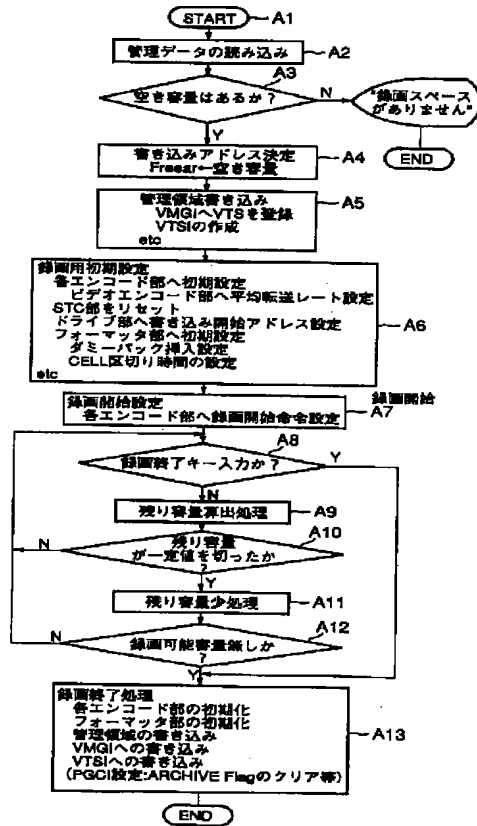 START
A1
管理データの読み込み
A2
A3
空き容量はあるか？
N
"録画スペース
がありません"
Y
END
書き込みアドレス決定
Freear←空き容量
A4
管理領域書き込み
VMGIへVTSを登録
VTSIの作成
etc
A5
録画用初期設定
各エンコード部へ初期設定
ビデオエンコード部へ平均転送レート設定
STC部をリセット
ドライブ部へ書き込み開始アドレス設定
フォーマッタ部へ初期設定
ダミーパック挿入設定
CELL区切り時間の設定
etc
A6
録画開始設定
各エンコード部へ録画開始命令設定
録画開始
A7
A8
録画終了キー入力か？
Y
N
残り容量算出処理
A9
A10
残り容量
が一定値を切ったか
？
N
Y
残り容量少処理
A11
A12
録画可能容量無しか
？
N
Y
録画終了処理
各エンコード部の初期化
フォーマッタ部の初期化
管理領域の書き込み
VMGIへの書き込み
VTSIへの書き込み
(PGCI設定:ARCHIVE Flagのクリア等)
A13
END